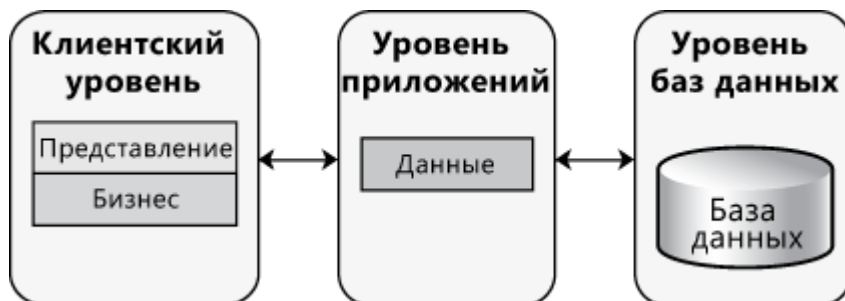 Клиентский
уровень
Представление
Бизнес
Уровень
приложений
Данные
Уровень
баз данных
База
данных